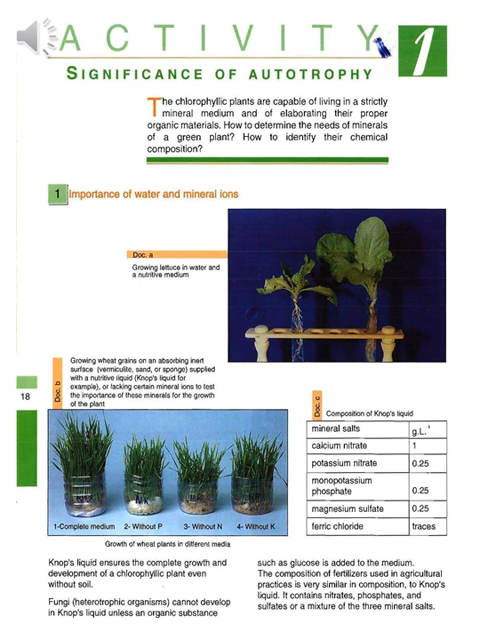 ACTIVITY 1
SIGNIFICANCE OF AUTOTROPHY
The chlorophyllic plants are capable of living in a strictly
mineral medium and of elaborating their proper
organic materials. How to determine the needs of minerals
of a green plant? How to identify their chemical
composition?
1 Importance of water and mineral ions
Doc. a
Growing lettuce in water and
a nutritive medium
Doc. b
Growing wheat grains on an absorbing inert
surface (vermiculite, sand, or sponge) supplied
with a nutritive liquid (Knop's liquid for
example), or lacking certain mineral ions to test
the importance of these minerals for the growth
of the plant
18
1-Complete medium 2- Without P 3- Without N 4- Without K
Growth of wheat plants in different media
Doc. c
Composition of Knop's liquid
mineral salts g.L.⁻¹
calcium nitrate 1
potassium nitrate 0.25
monopotassium
phosphate 0.25
magnesium sulfate 0.25
ferric chloride traces
Knop's liquid ensures the complete growth and
development of a chlorophyllic plant even
without soil.
Fungi (heterotrophic organisms) cannot develop
in Knop's liquid unless an organic substance
such as glucose is added to the medium.
The composition of fertilizers used in agricultural
practices is very similar in composition, to Knop's
liquid. It contains nitrates, phosphates, and
sulfates or a mixture of the three mineral salts.